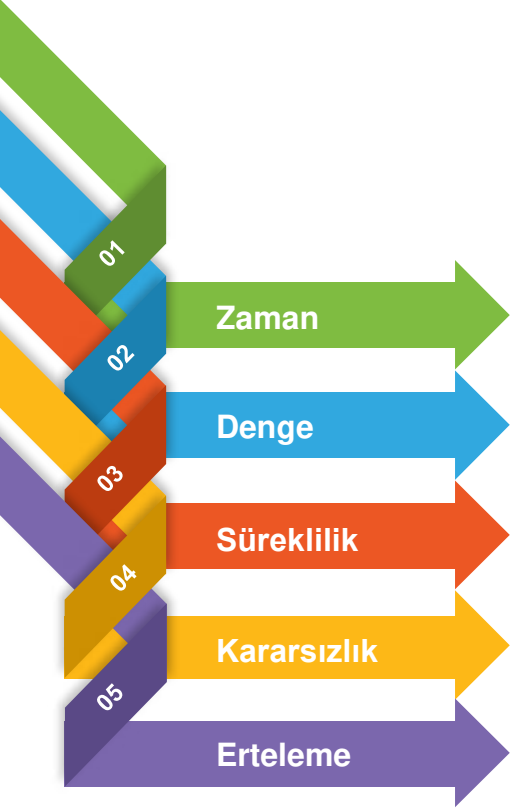 01
Zaman
02
Denge
03
Süreklilik
04
Kararsızlık
05
Erteleme